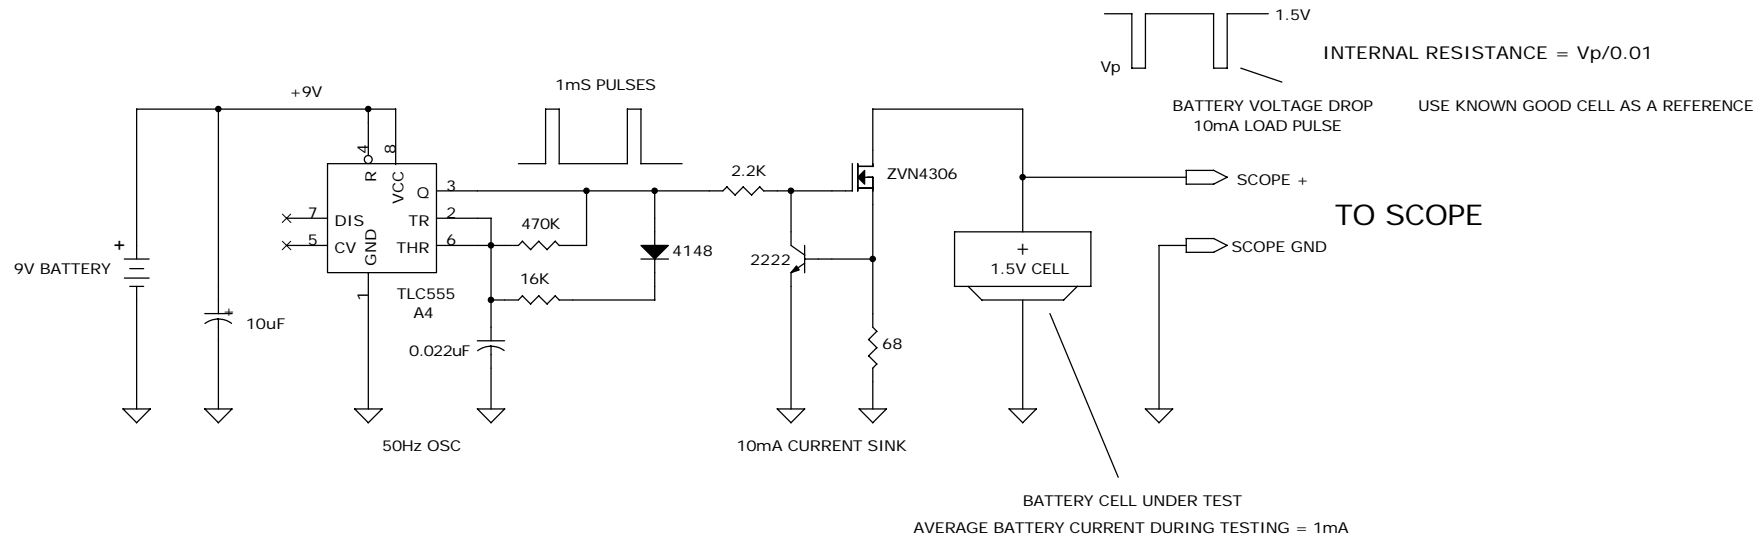 1.5V
INTERNAL RESISTANCE = Vp/0.01
Vp
1mS PULSES
+9V
BATTERY VOLTAGE DROP
10mA LOAD PULSE
USE KNOWN GOOD CELL AS A REFERENCE
4
8
R
VCC
Q
3
2.2K
ZVN4306
SCOPE +
7
DIS
TR
2
470K
TO SCOPE
5
CV
GND
THR
6
4148
2222
+
1.5V CELL
SCOPE GND
+
9V BATTERY
16K
1
TLC555
A4
+
10uF
0.022uF
68
50Hz OSC
10mA CURRENT SINK
BATTERY CELL UNDER TEST
AVERAGE BATTERY CURRENT DURING TESTING = 1mA